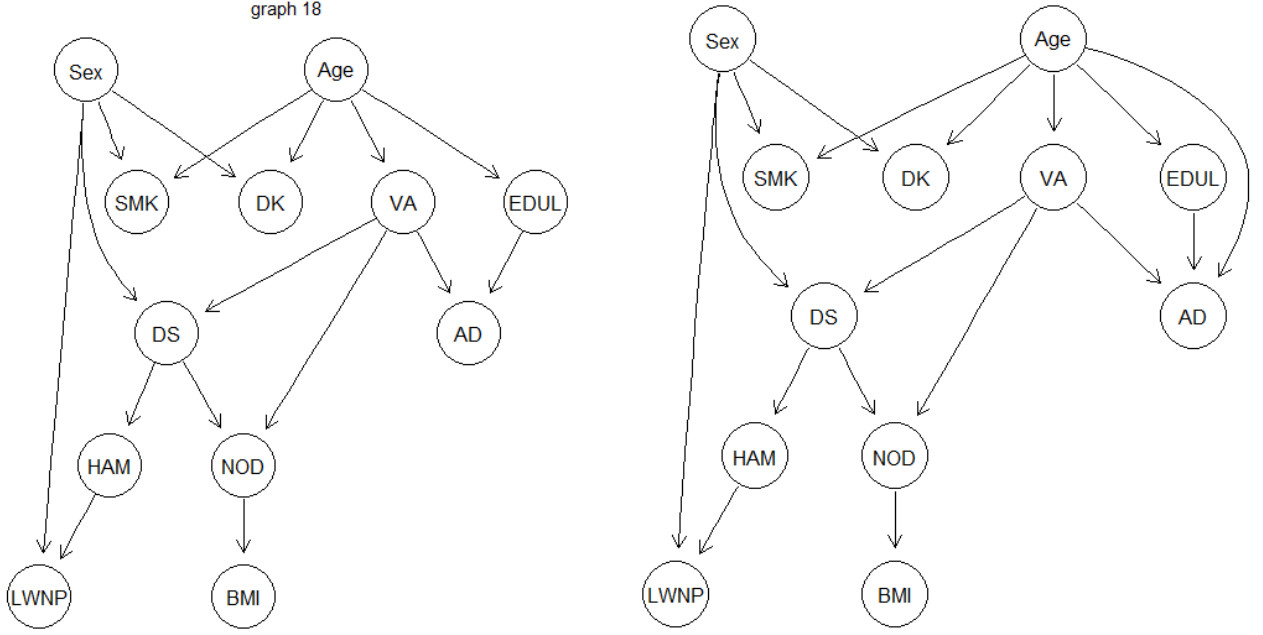 graph 18
Sex
Age
SMK
DK
VA
EDUL
DS
AD
HAM
NOD
LWNP
BMI
Sex
Age
SMK
DK
VA
EDUL
DS
AD
HAM
NOD
LWNP
BMI